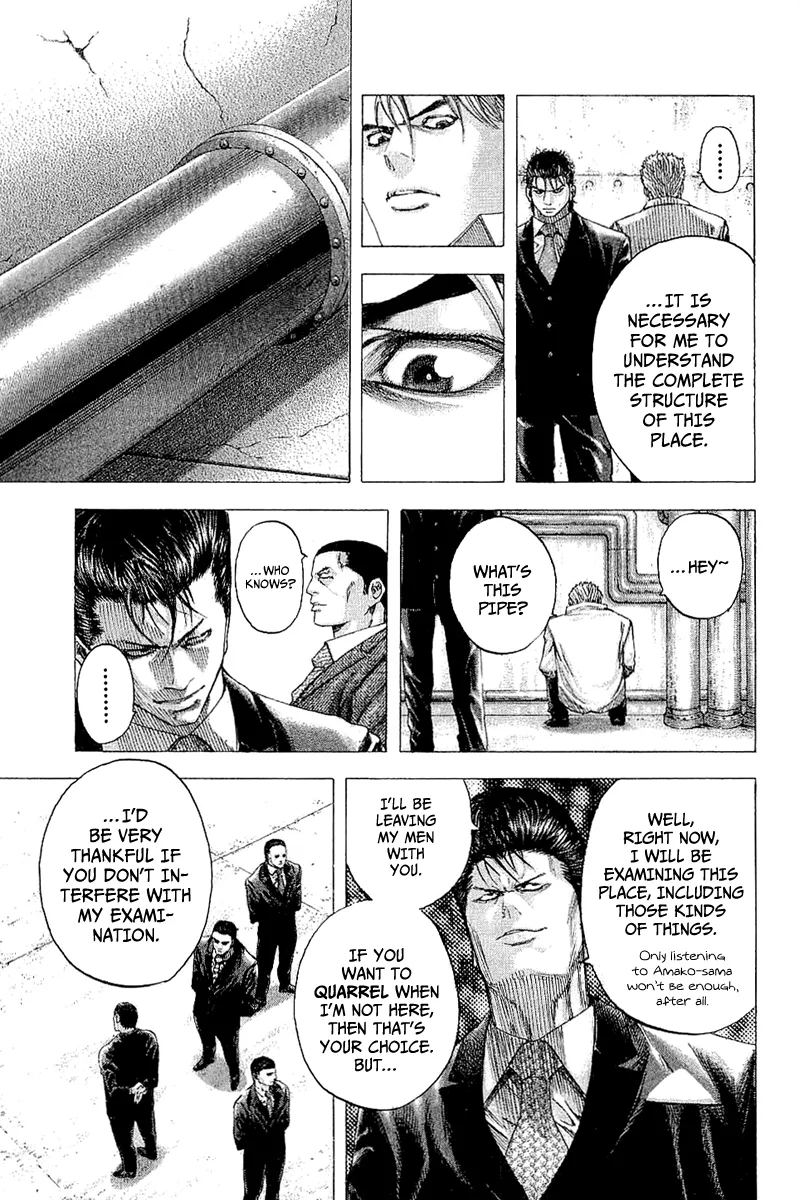 ......
...IT IS
NECESSARY
FOR ME TO
UNDERSTAND
THE COMPLETE
STRUCTURE
OF THIS
PLACE.
...HEY~
WHAT'S
THIS
PIPE?
...WHO
KNOWS?
......
WELL,
RIGHT NOW,
I WILL BE
EXAMINING THIS
PLACE, INCLUDING
THOSE KINDS
OF THINGS.
Only listening
to Amako-sama
won't be enough,
after all.
I'LL BE
LEAVING
MY MEN
WITH
YOU.
IF YOU
WANT TO
QUARREL WHEN
I'M NOT HERE,
THEN THAT'S
YOUR CHOICE.
BUT...
...I'D
BE VERY
THANKFUL IF
YOU DON'T IN-
TERFERE WITH
MY EXAMI-
NATION.